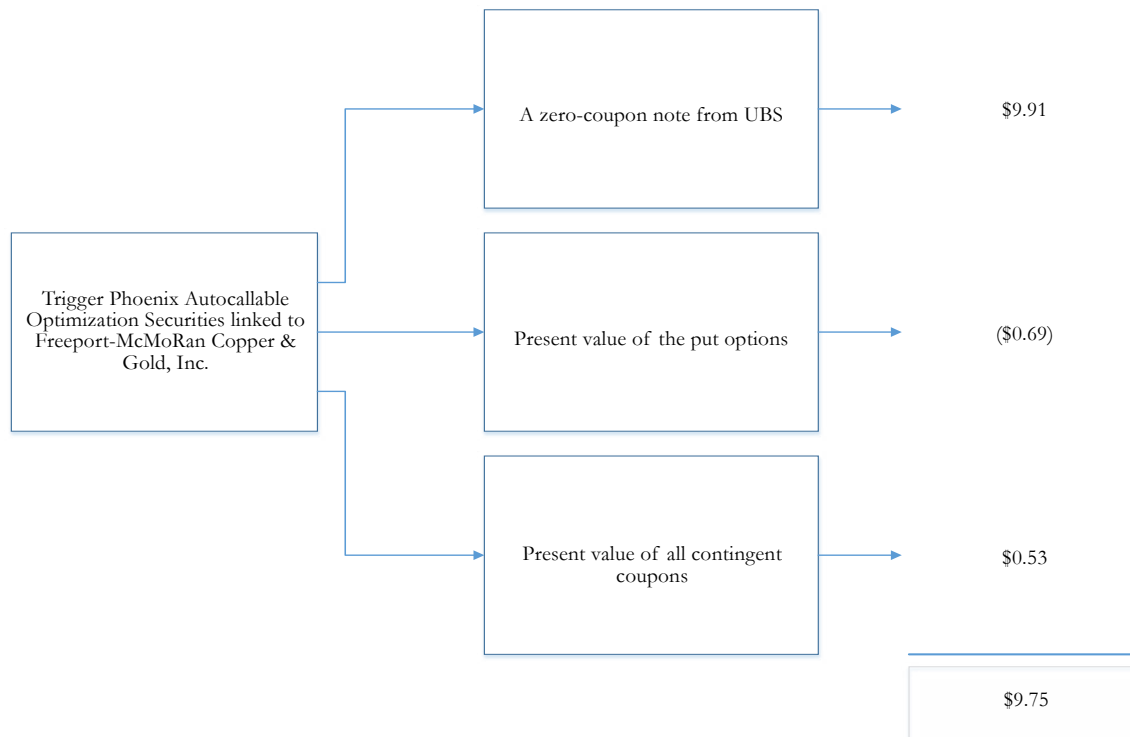 A zero-coupon note from UBS
$9.91
Trigger Phoenix Autocallable
Optimization Securities linked to
Freeport-McMoRan Copper &
Gold, Inc.
Present value of the put options
($0.69)
Present value of all contingent
coupons
$0.53
$9.75